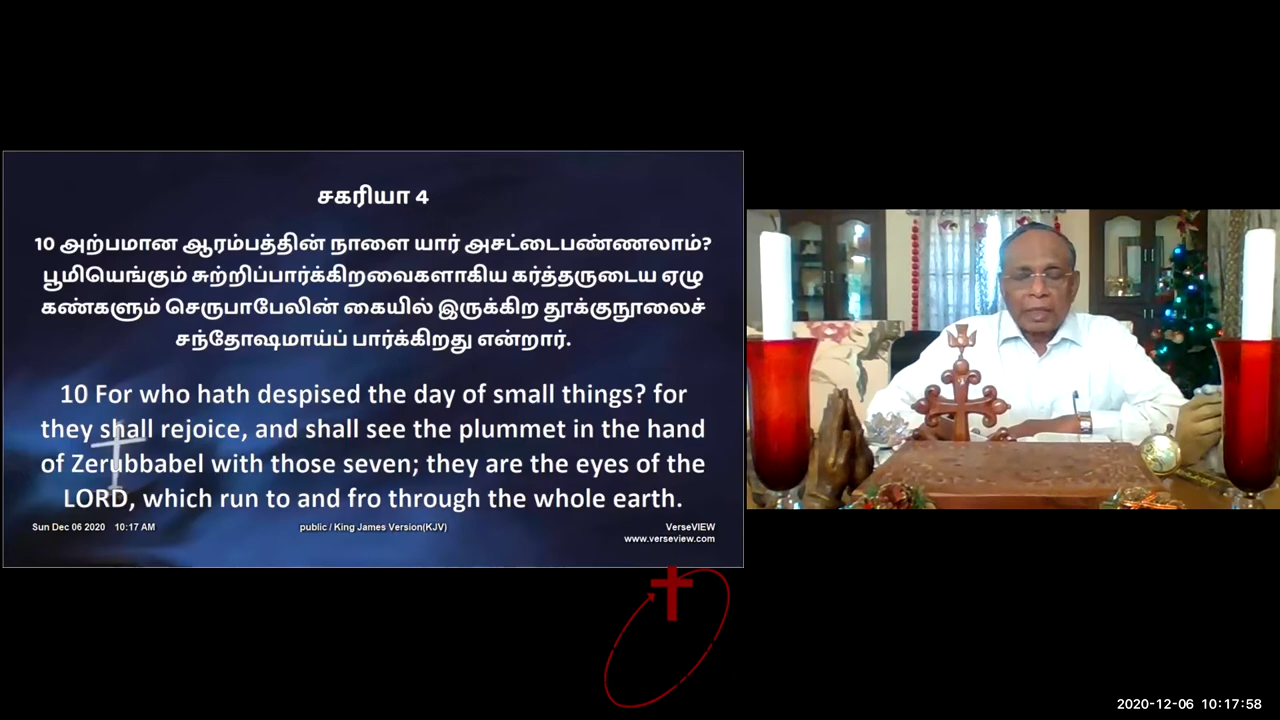 சகரியா 4
10 அற்பமான ஆரம்பத்தின் நாளை யார் அசட்டைபண்ணலாம்?
பூமியெங்கும் சுற்றிப்பார்க்கிறவைகளாகிய கர்த்தருடைய ஏழு
கண்களும் செருபாபேலின் கையில் இருக்கிற தூக்குநூலைச்
சந்தோஷமாய்ப் பார்க்கிறது என்றார்.
10 For who hath despised the day of small things? for
they shall rejoice, and shall see the plummet in the hand
of Zerubbabel with those seven; they are the eyes of the
LORD, which run to and fro through the whole earth.
Sun Dec 06 2020 10:17 AM public / King James Version(KJV) VerseVIEW
www.verseview.com
2020-12-06 10:17:58